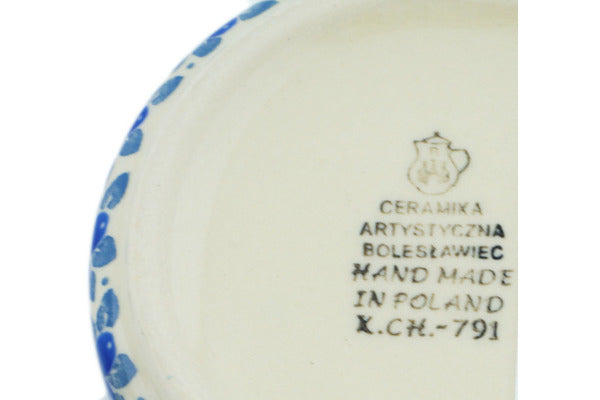 CERAMIKA
ARTYSTYCZNA
BOLESŁAWIEC
HAND MADE
IN POLAND
X.CH.-791